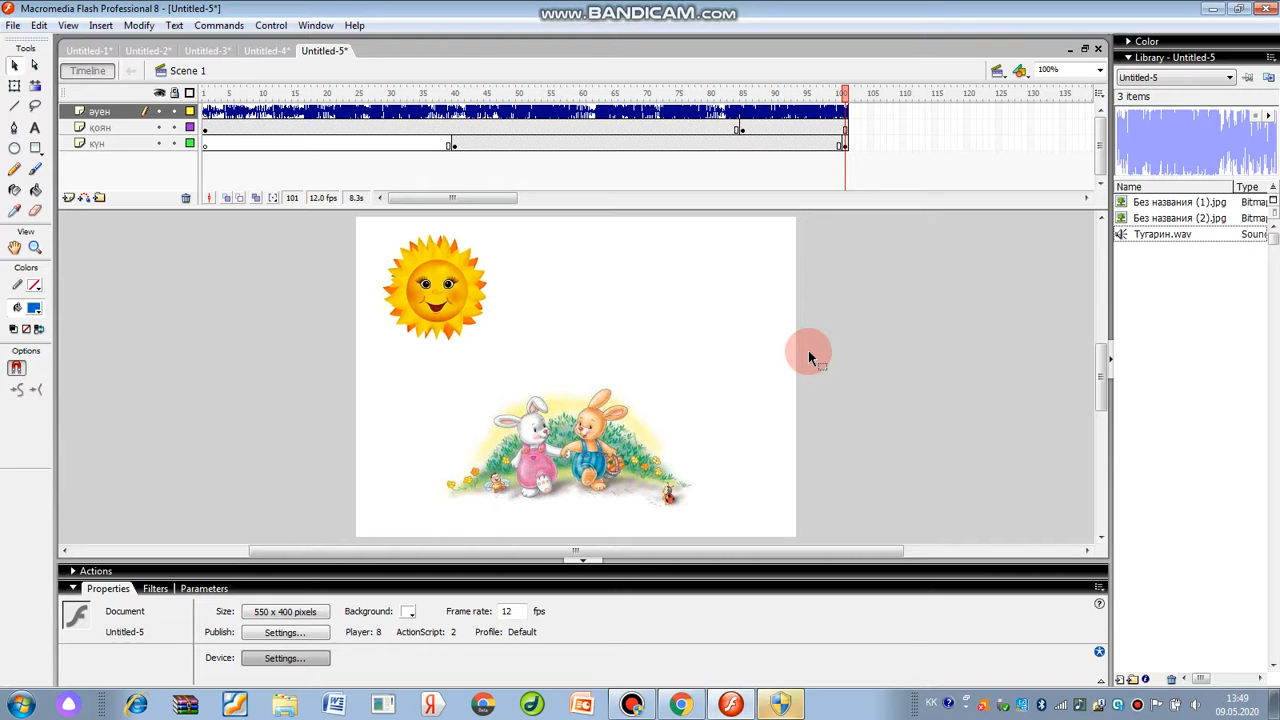 Macromedia Flash Professional 8 - [Untitled-5*]
www.BANDICAM.com
File Edit View Insert Modify Text Commands Control Window Help
Tools
View
Colors
Options
Untitled-1* Untitled-2* Untitled-3* Untitled-4* Untitled-5*
Timeline Scene 1 100%
1 5 10 15 20 25 30 35 40 45 50 55 60 65 70 75 80 85 90 95 100 105 110 115 120 125 130 135
әуен
қоян
күн
101 12.0 fps 8.3s
Actions
Properties Filters Parameters
Document
Untitled-5
Size: 550 x 400 pixels Background: Frame rate: 12 fps
Publish: Settings... Player: 8 ActionScript: 2 Profile: Default
Device: Settings...
Color
Library - Untitled-5
Untitled-5
3 items
Name Type
Без названия (1).jpg Bitmap
Без названия (2).jpg Bitmap
Тугарин.wav Sound
KK
13:49
09.05.2020